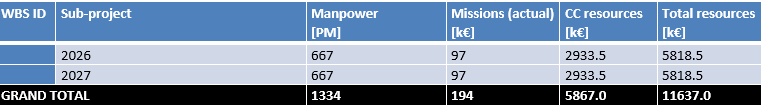 WBS ID Sub-project Manpower [PM] Missions (actual) [k€] CC resources [k€] Total resources [k€]
2026 667 97 2933.5 5818.5
2027 667 97 2933.5 5818.5
GRAND TOTAL 1334 194 5867.0 11637.0